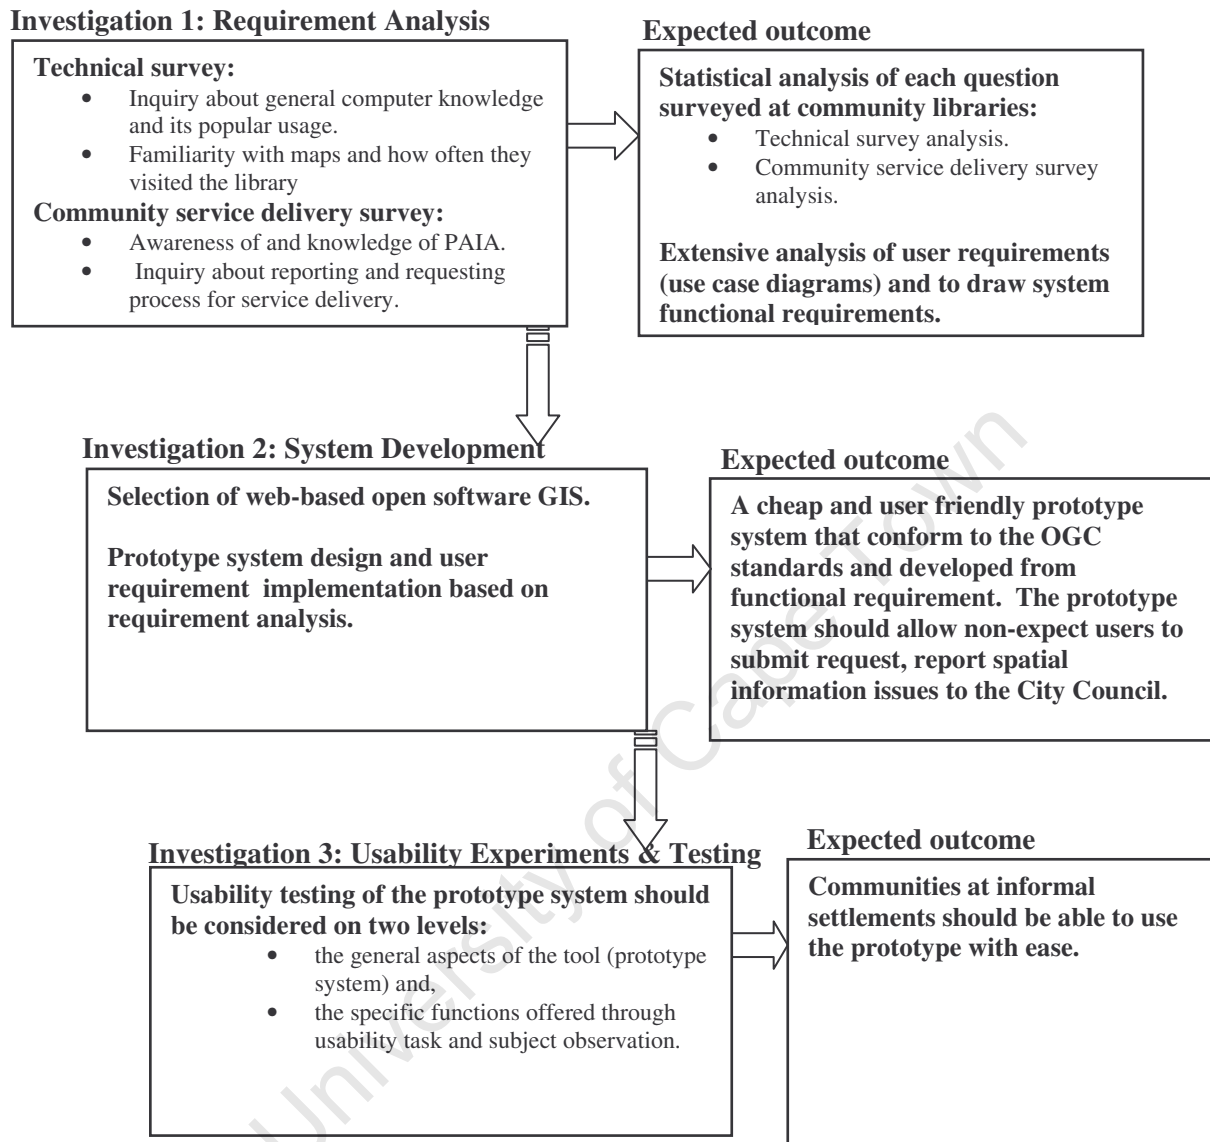 Investigation 1: Requirement Analysis
Technical survey:
• Inquiry about general computer knowledge
and its popular usage.
• Familiarity with maps and how often they
visited the library
Community service delivery survey:
• Awareness of and knowledge of PAIA.
• Inquiry about reporting and requesting
process for service delivery.
Expected outcome
Statistical analysis of each question
surveyed at community libraries:
• Technical survey analysis.
• Community service delivery survey
analysis.
Extensive analysis of user requirements
(use case diagrams) and to draw system
functional requirements.
Investigation 2: System Development
Selection of web-based open software GIS.
Prototype system design and user
requirement implementation based on
requirement analysis.
Expected outcome
A cheap and user friendly prototype
system that conform to the OGC
standards and developed from
functional requirement. The prototype
system should allow non-expect users to
submit request, report spatial
information issues to the City Council.
Investigation 3: Usability Experiments & Testing
Usability testing of the prototype system should
be considered on two levels:
• the general aspects of the tool (prototype
system) and,
• the specific functions offered through
usability task and subject observation.
Expected outcome
Communities at informal
settlements should be able to use
the prototype with ease.
University of Cape Town